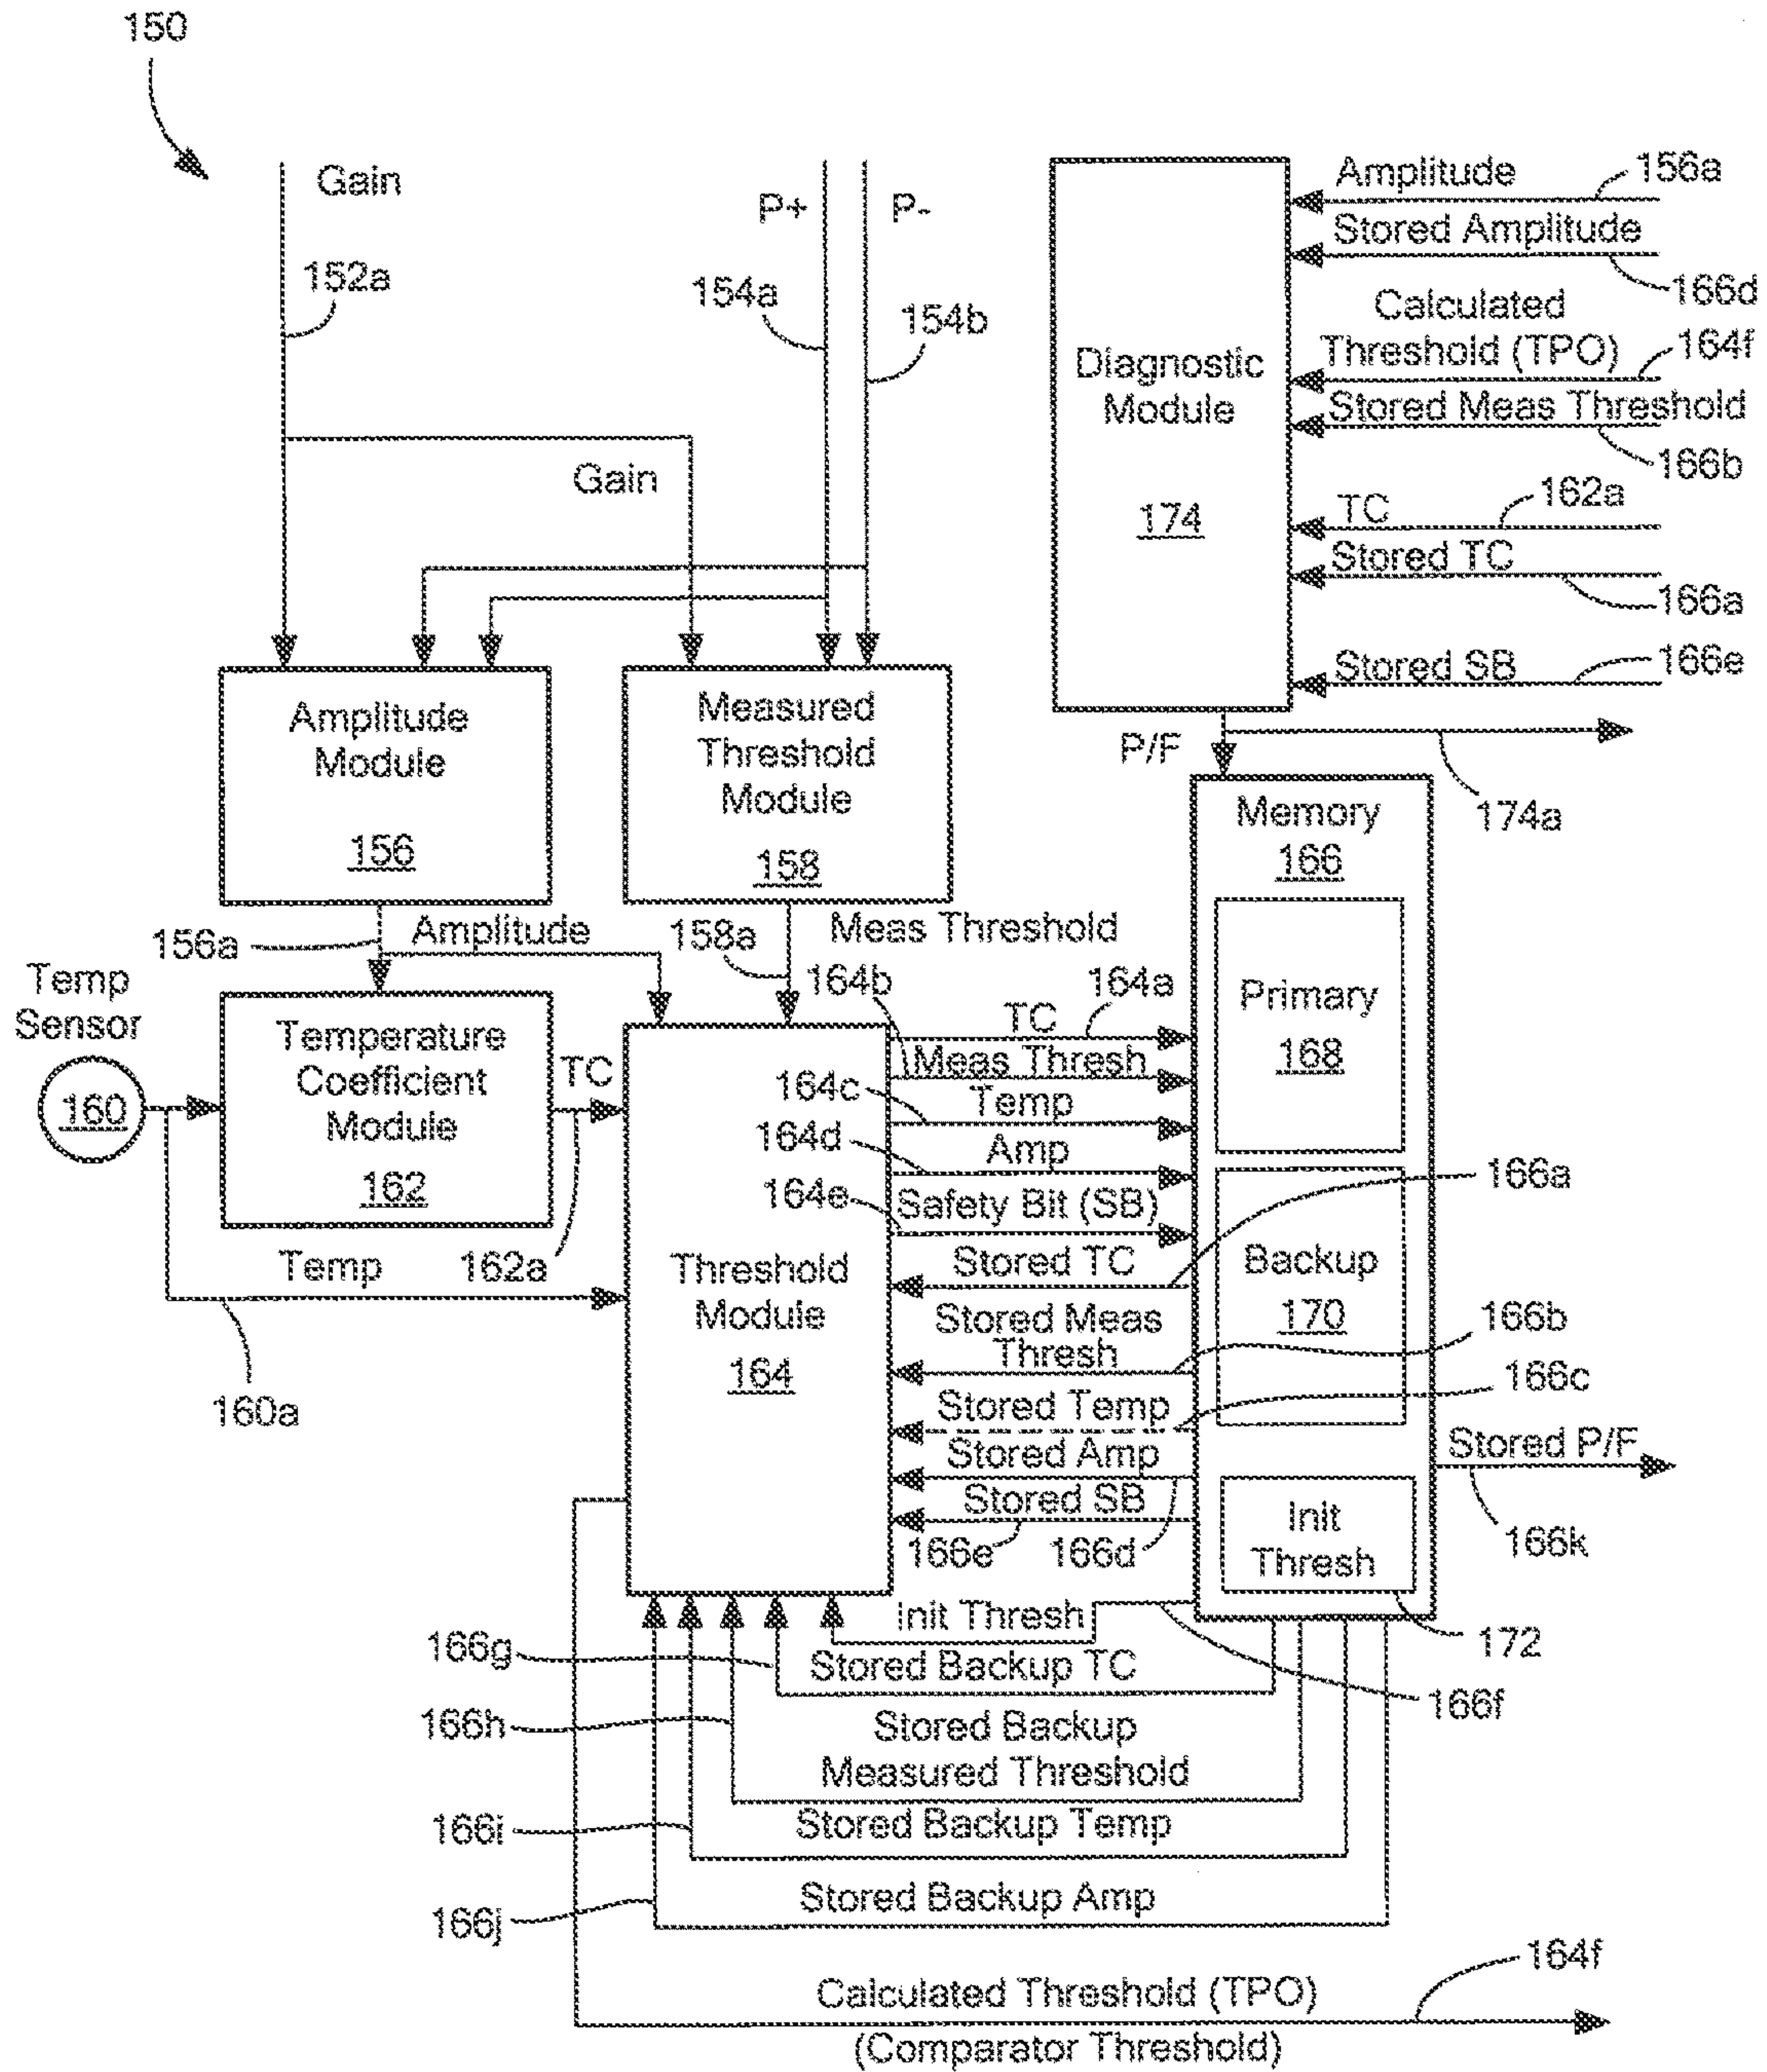 150
Gain
P+
P-
152a
154a
154b
Gain
Amplitude
156a
Stored Amplitude
166d
Calculated
Threshold (TPO)
164f
Stored Meas Threshold
166b
TC
162a
Stored TC
166a
Stored SB
166e
Diagnostic
Module
174
P/F
174a
Amplitude
Module
156
Measured
Threshold
Module
158
156a
Amplitude
158a
Meas Threshold
Temp
Sensor
160
Temperature
Coefficient
Module
162
TC
162a
Temp
160a
Threshold
Module
164
164b
164a
TC
Meas Thresh
164c
Temp
164d
Amp
164e
Safety Bit (SB)
Stored TC
166a
Stored Meas
Thresh
166b
Stored Temp
166c
Stored Amp
Stored SB
166e
166d
Memory
166
Primary
168
Backup
170
Init
Thresh
172
Stored P/F
166k
Init Thresh
166f
166g
Stored Backup TC
166h
Stored Backup
Measured Threshold
166i
Stored Backup Temp
166j
Stored Backup Amp
Calculated Threshold (TPO)
(Comparator Threshold)
164f